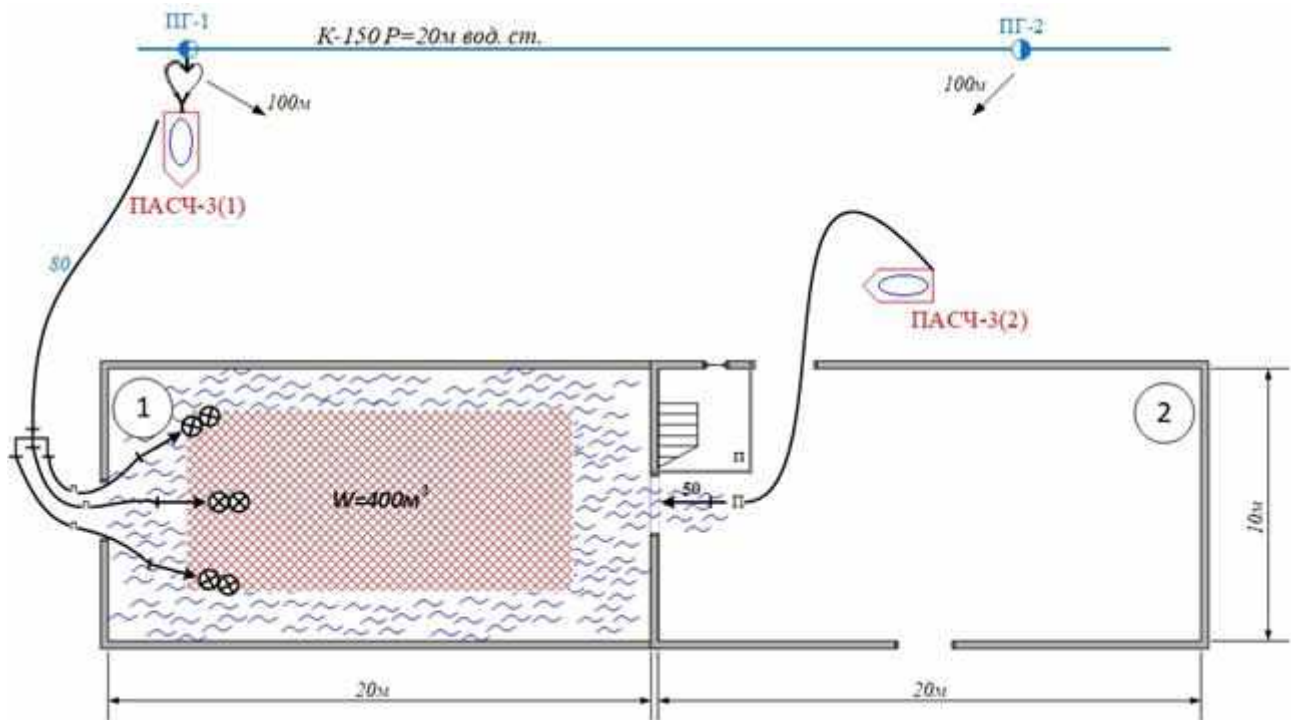 ПГ-1
К-150 Р=20м вод. ст.
ПГ-2
100м
100м
ПАСЧ-3(1)
80
ПАСЧ-3(2)
1
2
П
W=400м³
50
П
10м
20м
20м